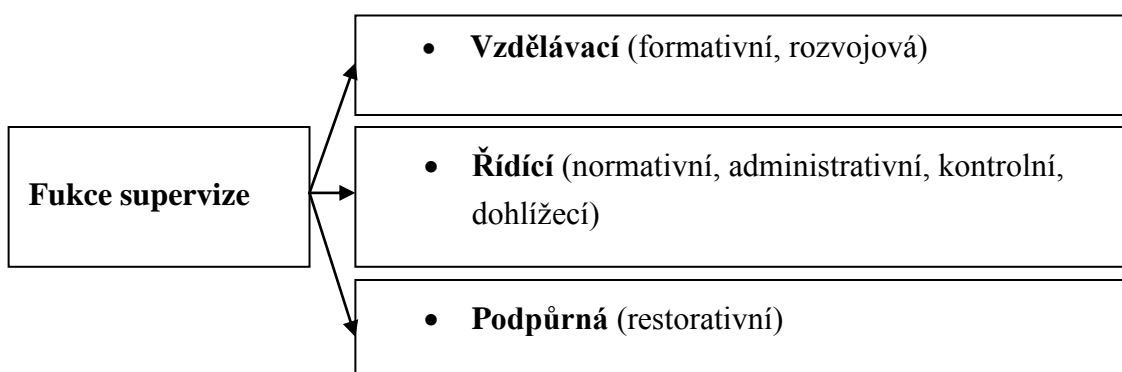 • Vzdělávací (formativní, rozvojová)
Fukce supervize
• Řídící (normativní, administrativní, kontrolní,
dohlížecí)
• Podpůrná (restorativní)